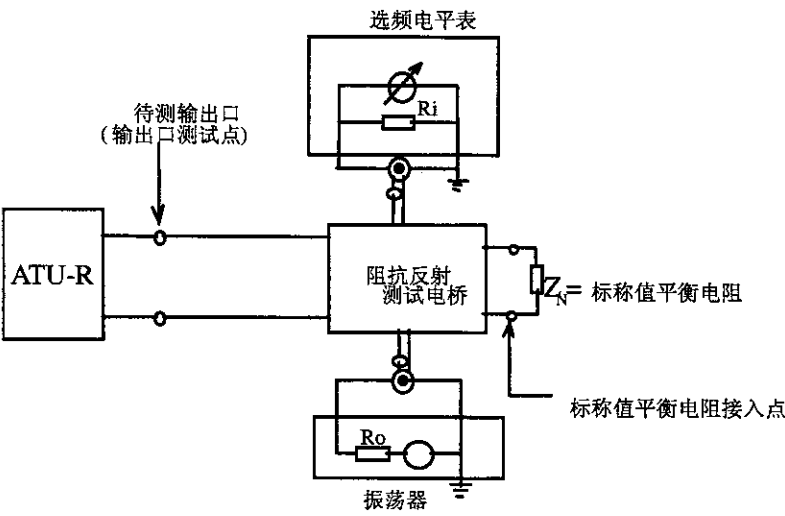 选频电平表
Ri
待测输出口
(输出口测试点)
ATU-R
阻抗反射
测试电桥
Z_N= 标称值平衡电阻
标称值平衡电阻接入点
Ro
振荡器